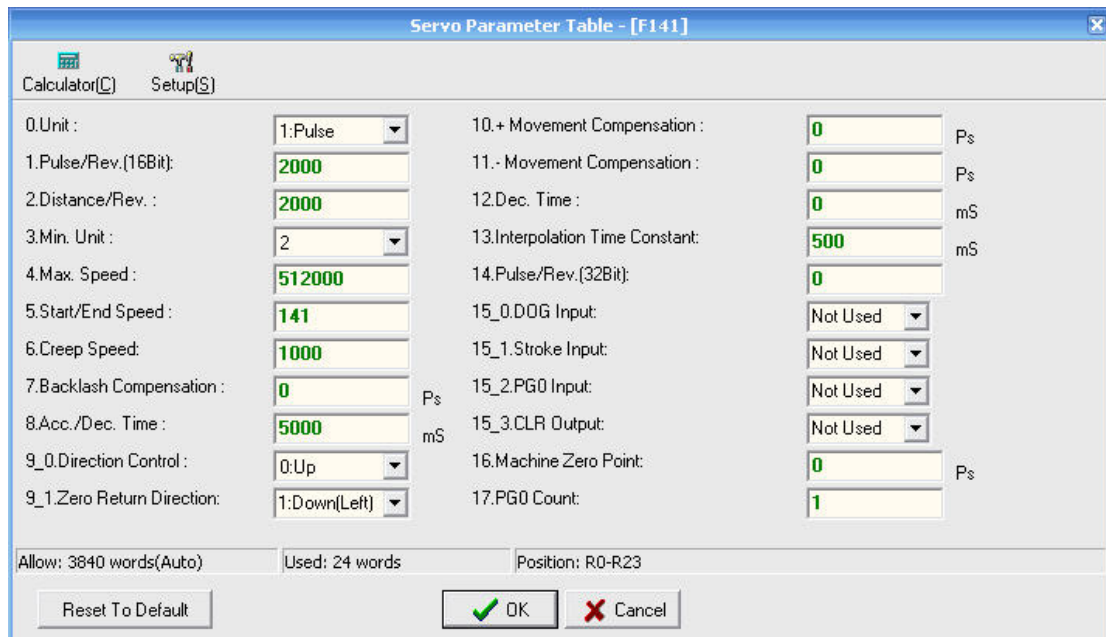 Servo Parameter Table - [F141]
Calculator(C) Setup(S)
0.Unit : 1:Pulse
1.Pulse/Rev.(16Bit): 2000
2.Distance/Rev. : 2000
3.Min. Unit : 2
4.Max. Speed : 512000
5.Start/End Speed : 141
6.Creep Speed: 1000
7.Backlash Compensation : 0 Ps
8.Acc./Dec. Time : 5000 mS
9_0.Direction Control : 0:Up
9_1.Zero Return Direction: 1:Down(Left)
10.+ Movement Compensation : 0 Ps
11.- Movement Compensation : 0 Ps
12.Dec. Time : 0 mS
13.Interpolation Time Constant: 500 mS
14.Pulse/Rev.(32Bit): 0
15_0.DOG Input: Not Used
15_1.Stroke Input: Not Used
15_2.PG0 Input: Not Used
15_3.CLR Output: Not Used
16.Machine Zero Point: 0 Ps
17.PG0 Count: 1
Allow: 3840 words(Auto) Used: 24 words Position: R0-R23
Reset To Default OK Cancel